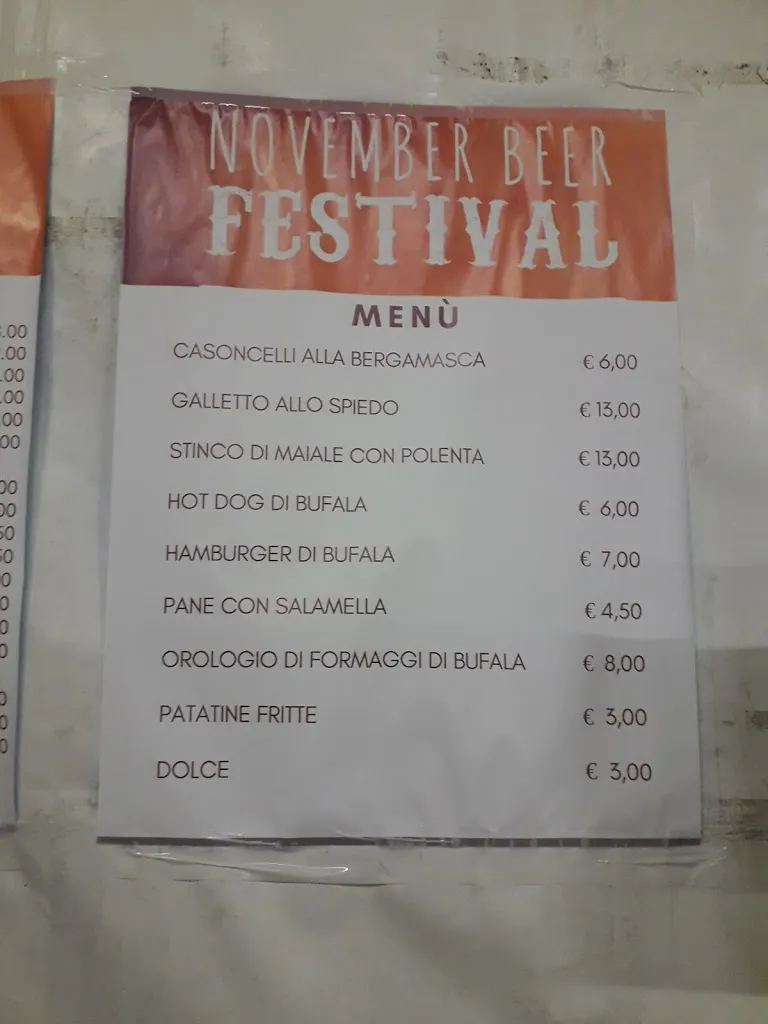 NOVEMBER BEER
FESTIVAL
MENÙ
CASONCELLI ALLA BERGAMASCA € 6,00
GALLETTO ALLO SPIEDO € 13,00
STINCO DI MAIALE CON POLENTA € 13,00
HOT DOG DI BUFALA € 6,00
HAMBURGER DI BUFALA € 7,00
PANE CON SALAMELLA € 4,50
OROLOGIO DI FORMAGGI DI BUFALA € 8,00
PATATINE FRITTE € 3,00
DOLCE € 3,00